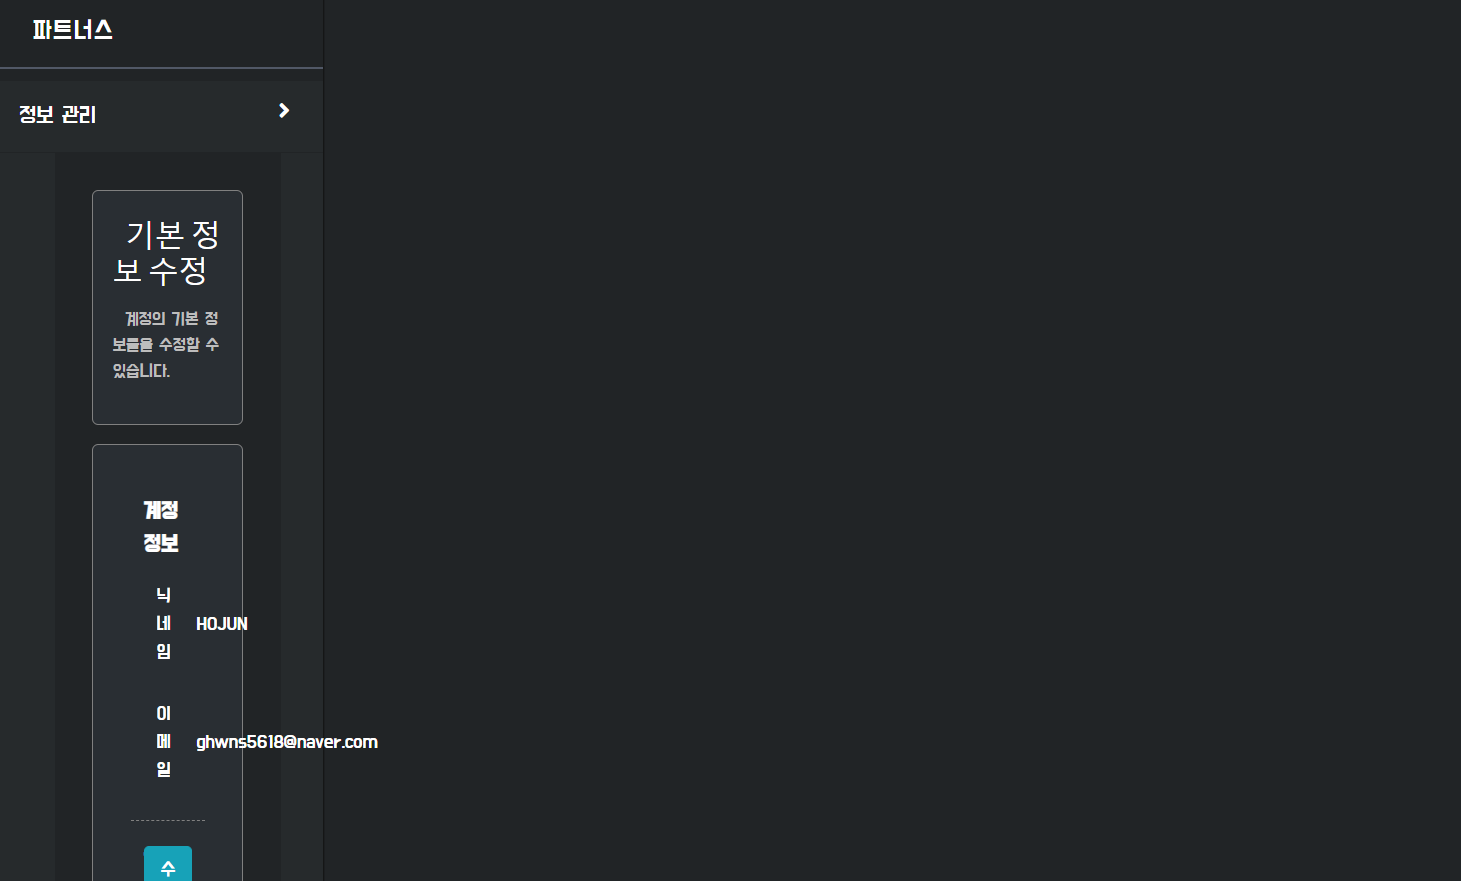 파트너스
정보 관리
기본 정
보 수정
계정의 기본 정
보들을 수정할 수
있습니다.
계정
정보
닉
네
임
HOJUN
이
메
일
ghwns5618@naver.com
수